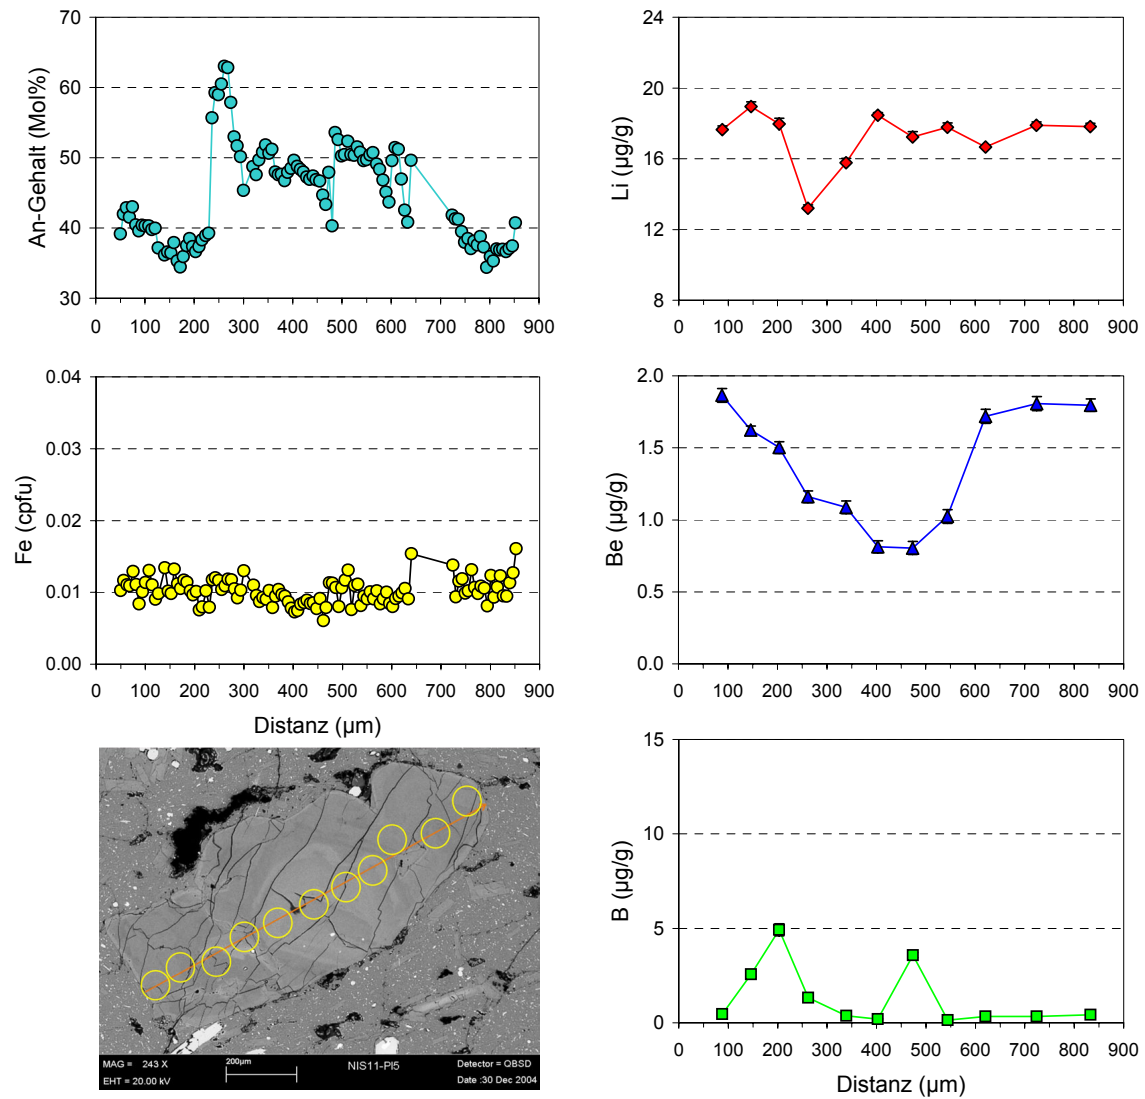 An-Gehalt (Mol%)
70
60
50
40
30
0 100 200 300 400 500 600 700 800 900
Li (µg/g)
24
20
16
12
8
0 100 200 300 400 500 600 700 800 900
Fe (cpfu)
0.04
0.03
0.02
0.01
0.00
0 100 200 300 400 500 600 700 800 900
Distanz (µm)
Be (µg/g)
2.0
1.5
1.0
0.5
0.0
0 100 200 300 400 500 600 700 800 900
MAG = 243 X
200µm
NIS11-Pl5
Detector = QBSD
EHT = 20.00 kV
Date :30 Dec 2004
B (µg/g)
15
10
5
0
0 100 200 300 400 500 600 700 800 900
Distanz (µm)